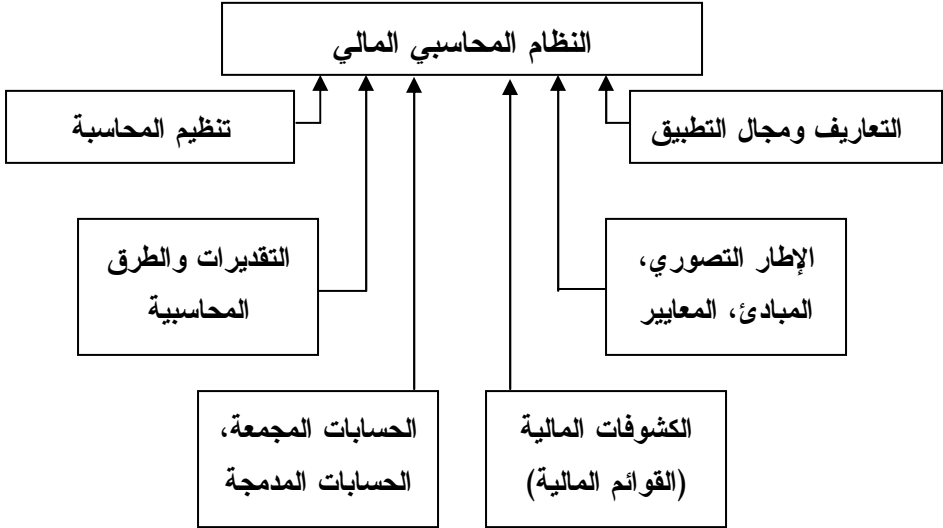 النظام المحاسبي المالي
التعاريف ومجال التطبيق
تنظيم المحاسبة
الإطار التصوري،
المبادئ، المعايير
التقديرات والطرق
المحاسبية
الكشوفات المالية
(القوائم المالية)
الحسابات المجمعة،
الحسابات المدمجة